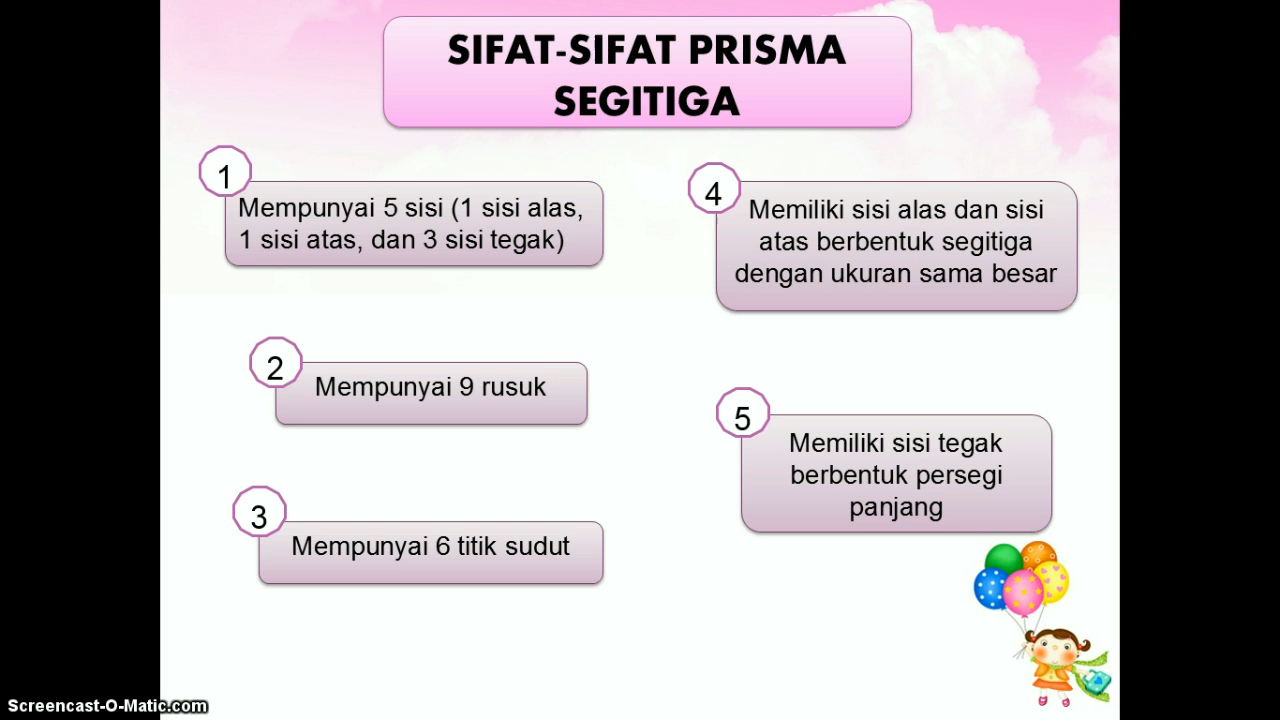 SIFAT-SIFAT PRISMA
SEGITIGA
1
Mempunyai 5 sisi (1 sisi alas,
1 sisi atas, dan 3 sisi tegak)
2
Mempunyai 9 rusuk
3
Mempunyai 6 titik sudut
4
Memiliki sisi alas dan sisi
atas berbentuk segitiga
dengan ukuran sama besar
5
Memiliki sisi tegak
berbentuk persegi
panjang
Screencast-O-Matic.com